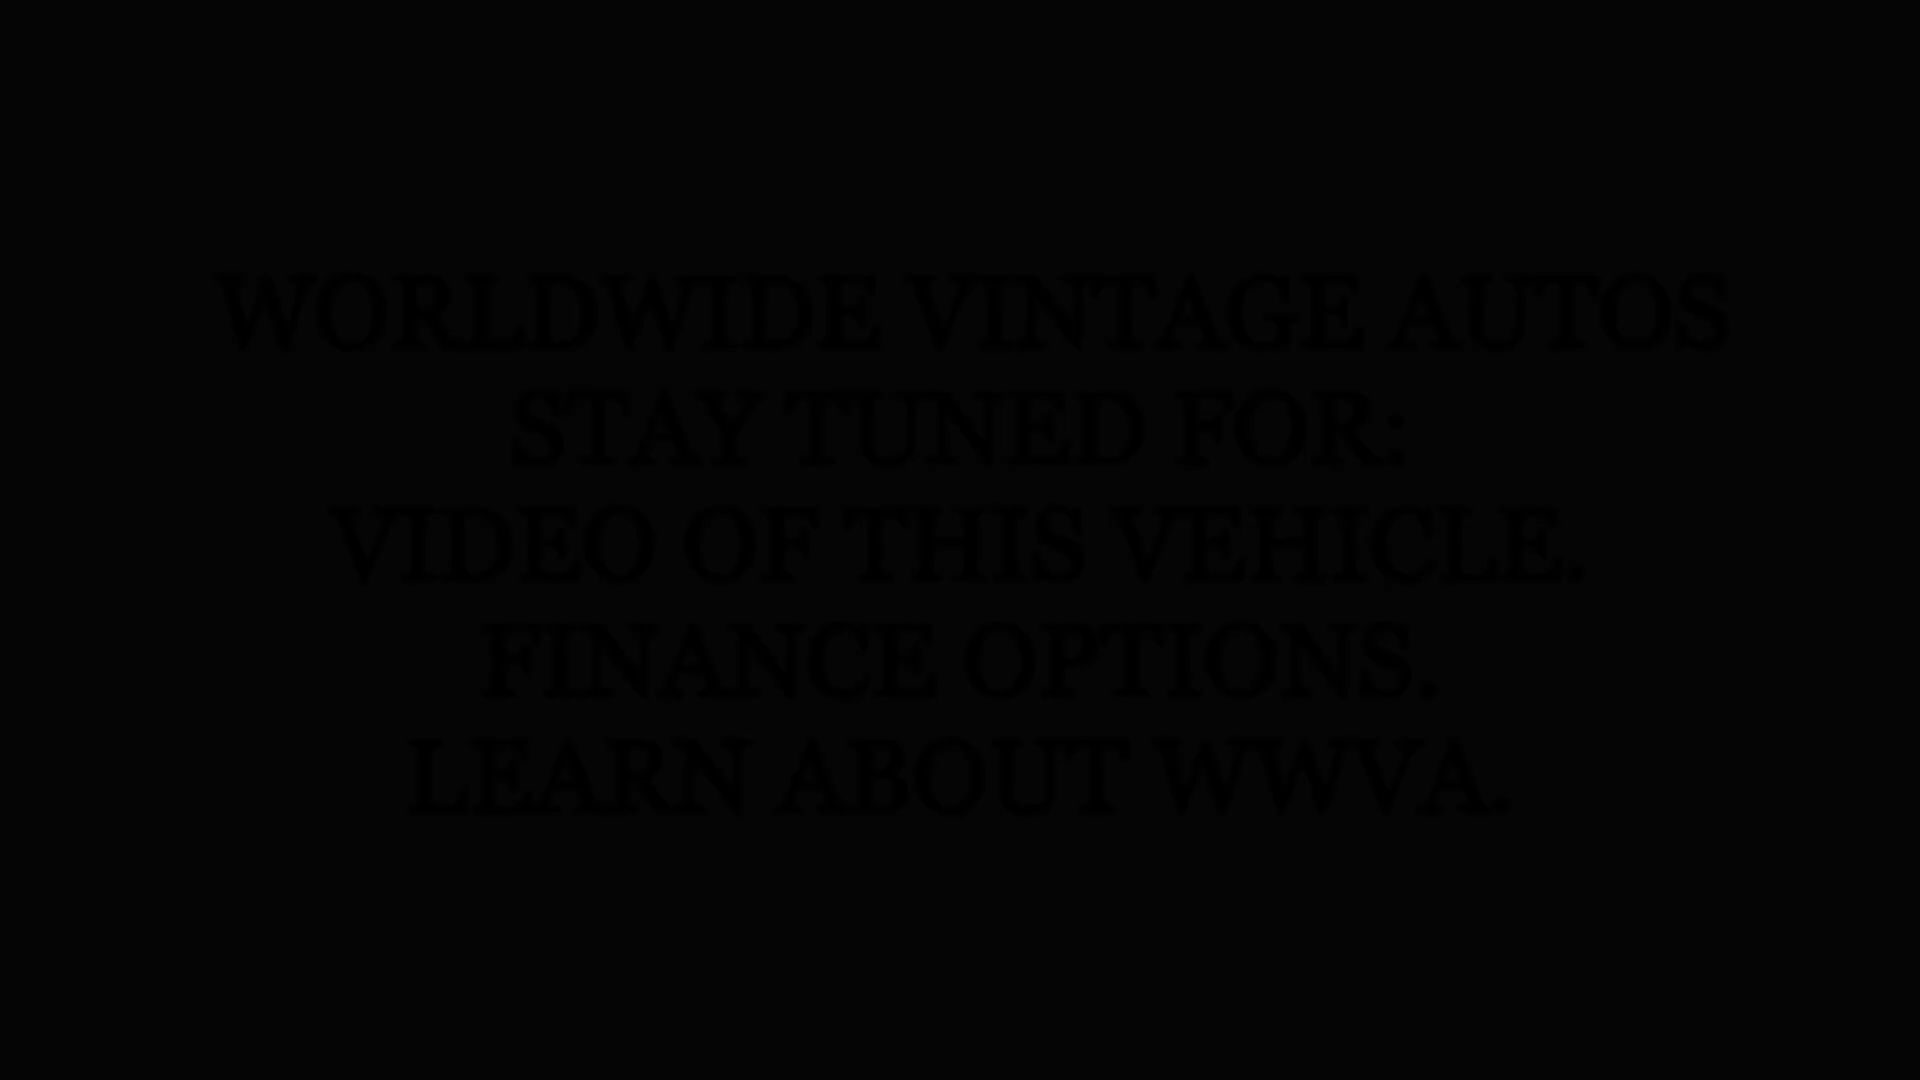 WORLDWIDE VINTAGE AUTOS
STAY TUNED FOR:
VIDEO OF THIS VEHICLE.
FINANCE OPTIONS.
LEARN ABOUT WWVA.